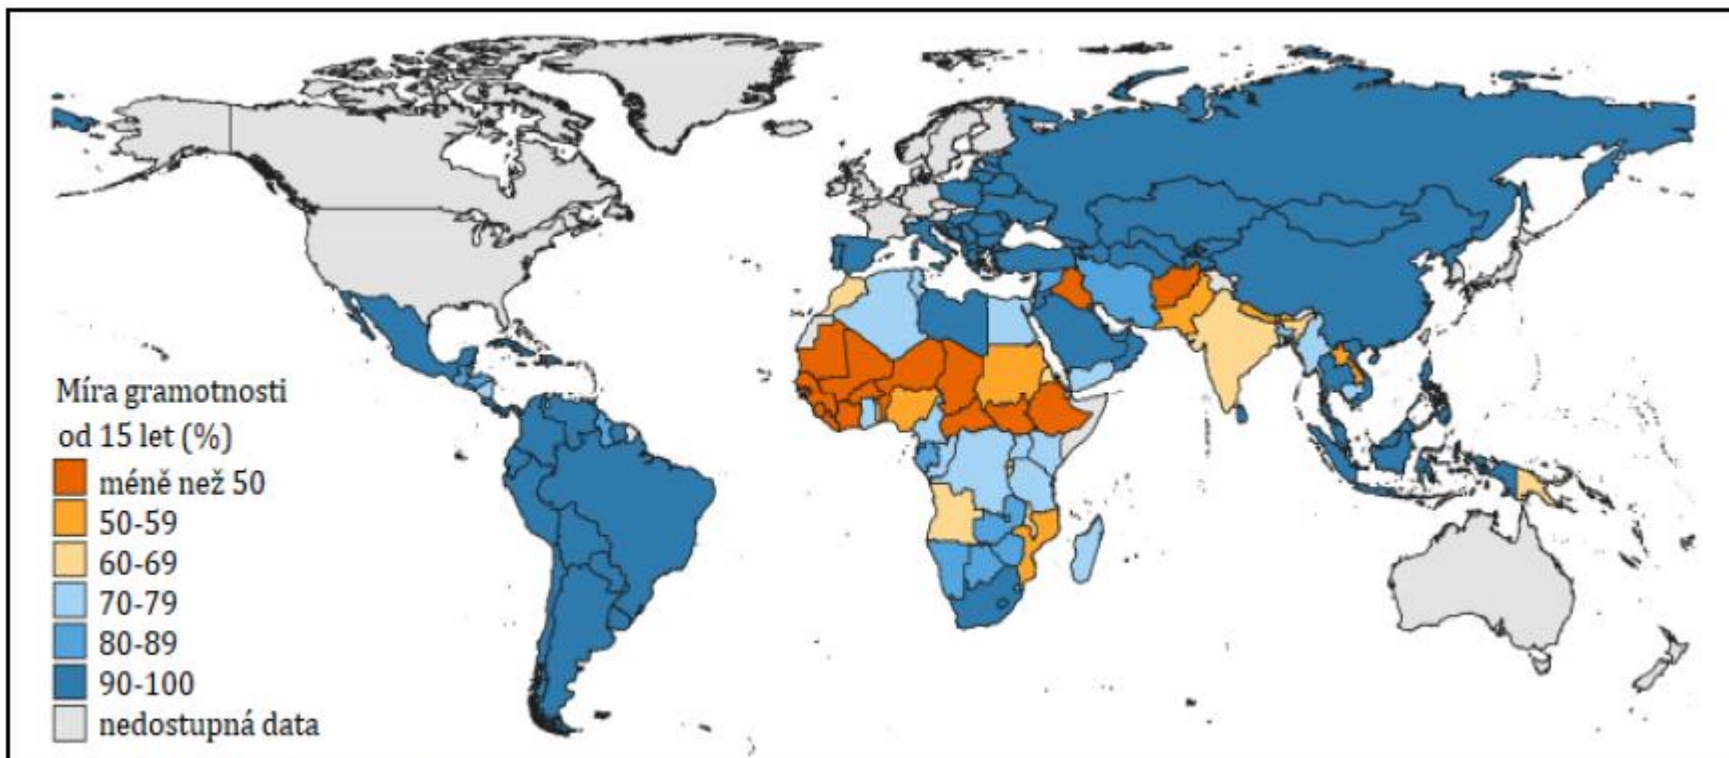 Míra gramotnosti
od 15 let (%)
méně než 50
50-59
60-69
70-79
80-89
90-100
nedostupná data